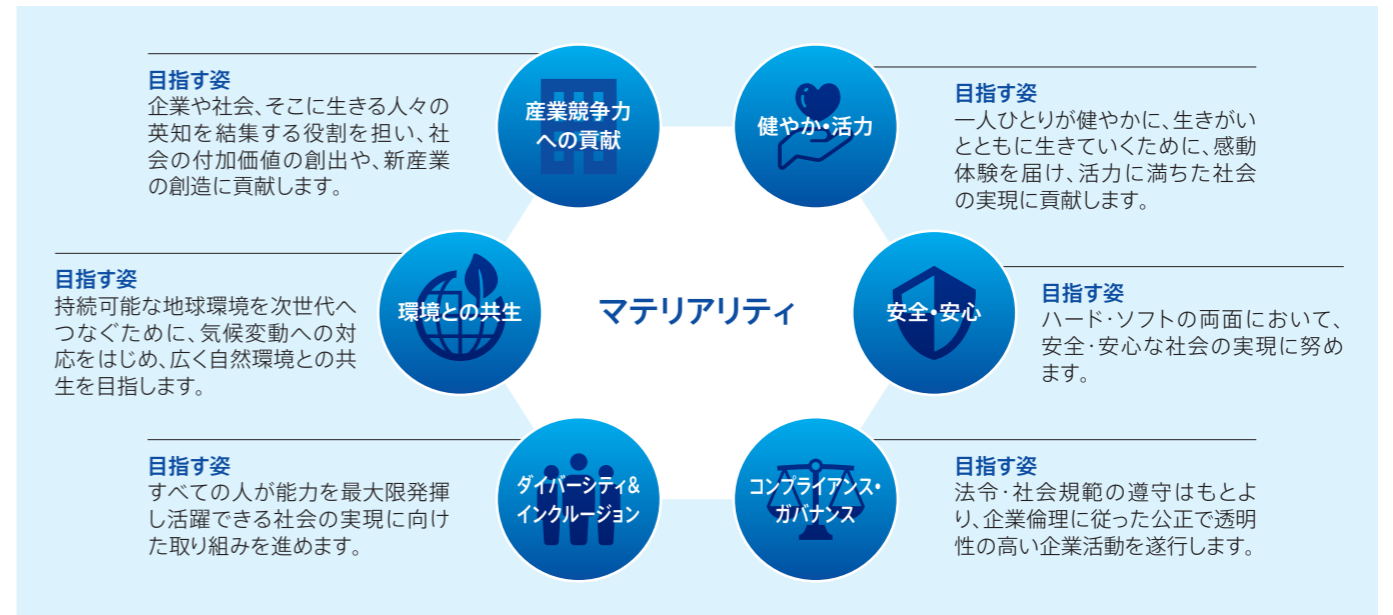 目指す姿
企業や社会、そこに生きる人々の
英知を結集する役割を担い、社
会の付加価値の創出や、新産業
の創造に貢献します。
産業競争力
への貢献
健やか・活力
目指す姿
一人ひとりが健やかに、生きがい
とともに生きていくために、感動
体験を届け、活力に満ちた社会
の実現に貢献します。
目指す姿
持続可能な地球環境を次世代へ
つなぐために、気候変動への対
応をはじめ、広く自然環境との共
生を目指します。
環境との共生
マテリアリティ
安全・安心
目指す姿
ハード・ソフトの両面において、
安全・安心な社会の実現に努め
ます。
目指す姿
すべての人が能力を最大限発揮
し活躍できる社会の実現に向け
た取り組みを進めます。
ダイバーシティ&
インクルージョン
コンプライアンス・
ガバナンス
目指す姿
法令・社会規範の遵守はもとよ
り、企業倫理に従った公正で透明
性の高い企業活動を遂行します。